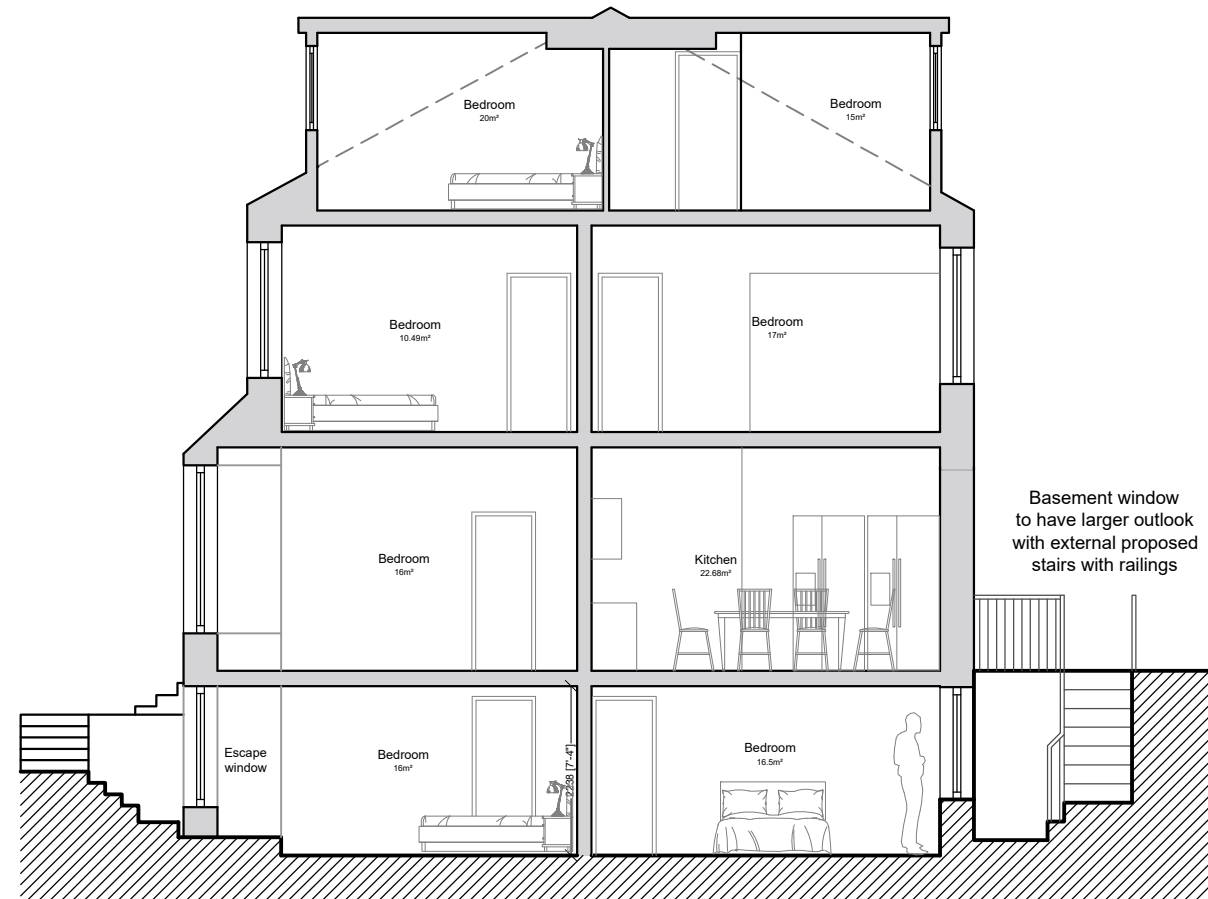 Bedroom
20m²
Bedroom
15m²
Bedroom
10.49m²
Bedroom
17m²
Bedroom
16m²
Kitchen
22.68m²
Basement window
to have larger outlook
with external proposed
stairs with railings
Escape
window
Bedroom
16m²
2238 [7'-4"]
Bedroom
16.5m²